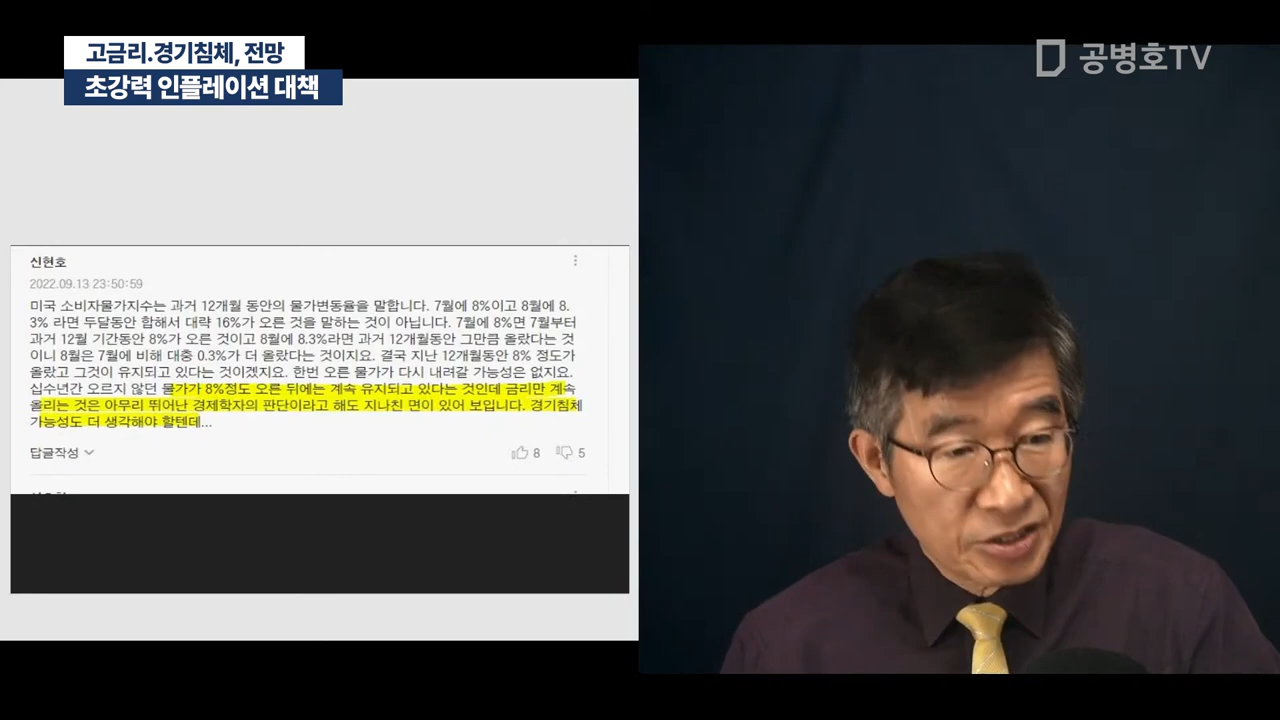 고금리.경기침체, 전망
초강력 인플레이션 대책
공병호TV
신현호
2022.09.13 23:50:59
미국 소비자물가지수는 과거 12개월 동안의 물가변동율을 말합니다. 7월에 8%이고 8월에 8.
3% 라면 두달동안 합해서 대략 16%가 오른 것을 말하는 것이 아닙니다. 7월에 8%면 7월부터
과거 12월 기간동안 8%가 오른 것이고 8월에 8.3%라면 과거 12개월동안 그만큼 올랐다는 것
이니 8월은 7월에 비해 대충 0.3%가 더 올랐다는 것이지요. 결국 지난 12개월동안 8% 정도가
올랐고 그것이 유지되고 있다는 것이겠지요. 한번 오른 물가가 다시 내려갈 가능성은 없지요.
십수년간 오르지 않던 물가가 8%정도 오른 뒤에는 계속 유지되고 있다는 것인데 금리만 계속
올리는 것은 아무리 뛰어난 경제학자의 판단이라고 해도 지나친 면이 있어 보입니다. 경기침체
가능성도 더 생각해야 할텐데...
답글작성
8
5